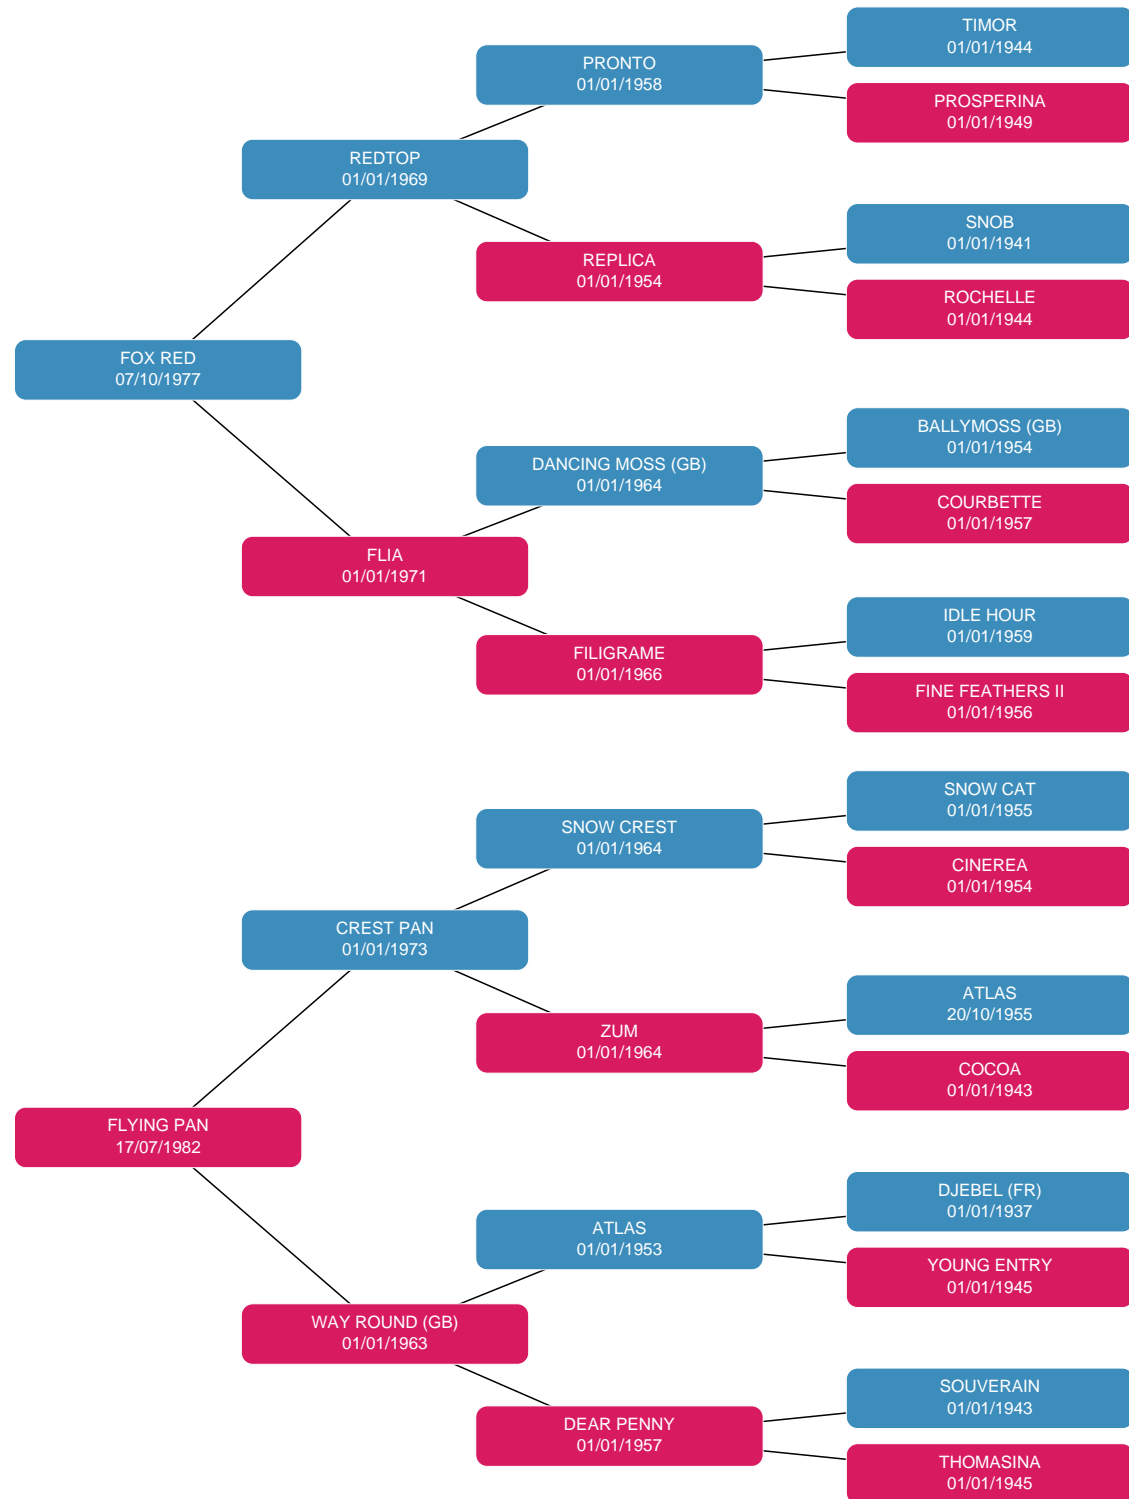 TIMOR
01/01/1944
PRONTO
01/01/1958
PROSPERINA
01/01/1949
REDTOP
01/01/1969
SNOB
01/01/1941
REPLICA
01/01/1954
ROCHELLE
01/01/1944
FOX RED
07/10/1977
BALLYMOSS (GB)
01/01/1954
DANCING MOSS (GB)
01/01/1964
COURBETTE
01/01/1957
FLIA
01/01/1971
IDLE HOUR
01/01/1959
FILIGRAME
01/01/1966
FINE FEATHERS II
01/01/1956
SNOW CAT
01/01/1955
SNOW CREST
01/01/1964
CINEREA
01/01/1954
CREST PAN
01/01/1973
ATLAS
20/10/1955
ZUM
01/01/1964
COCOA
01/01/1943
FLYING PAN
17/07/1982
DJEBEL (FR)
01/01/1937
ATLAS
01/01/1953
YOUNG ENTRY
01/01/1945
WAY ROUND (GB)
01/01/1963
SOUVERAIN
01/01/1943
DEAR PENNY
01/01/1957
THOMASINA
01/01/1945